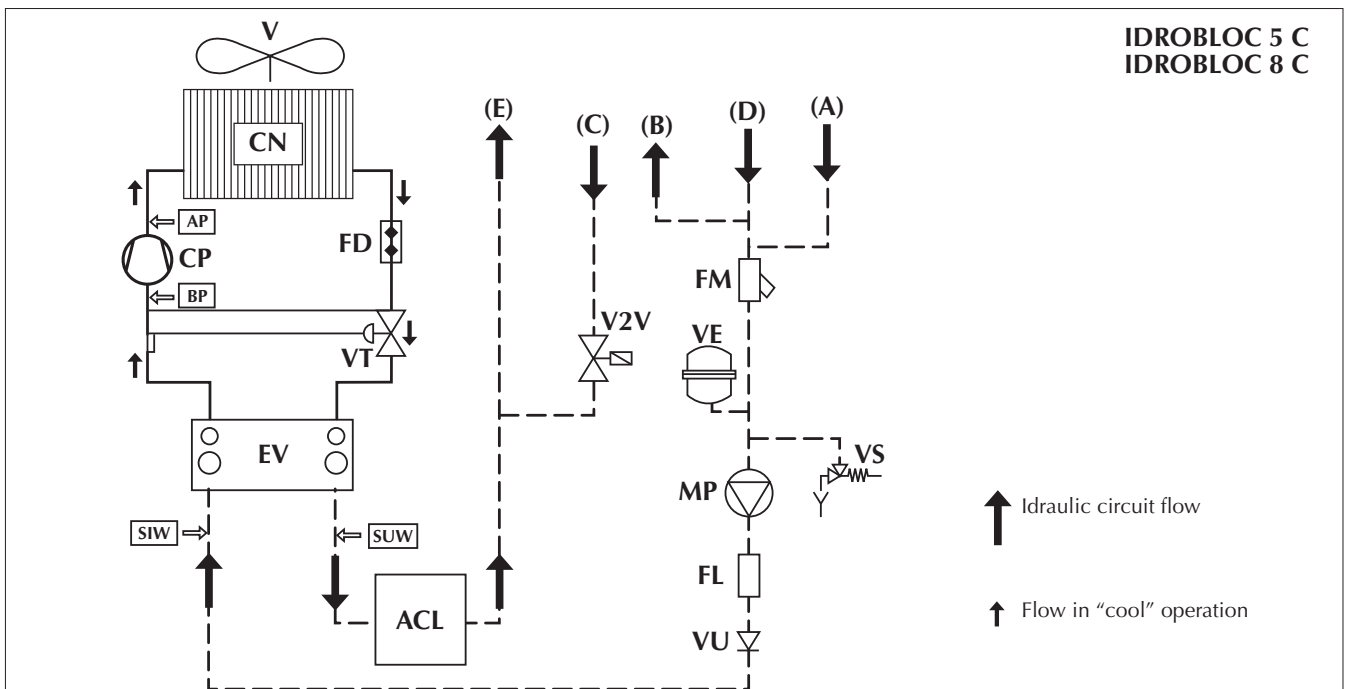 V
IDROBLOC 5 C
IDROBLOC 8 C
CN
(E)
(C)
(B)
(D)
(A)
AP
FD
CP
FM
BP
V2V
VE
VT
EV
VS
MP
SIW
SUW
Idraulic circuit flow
FL
ACL
Flow in “cool” operation
VU